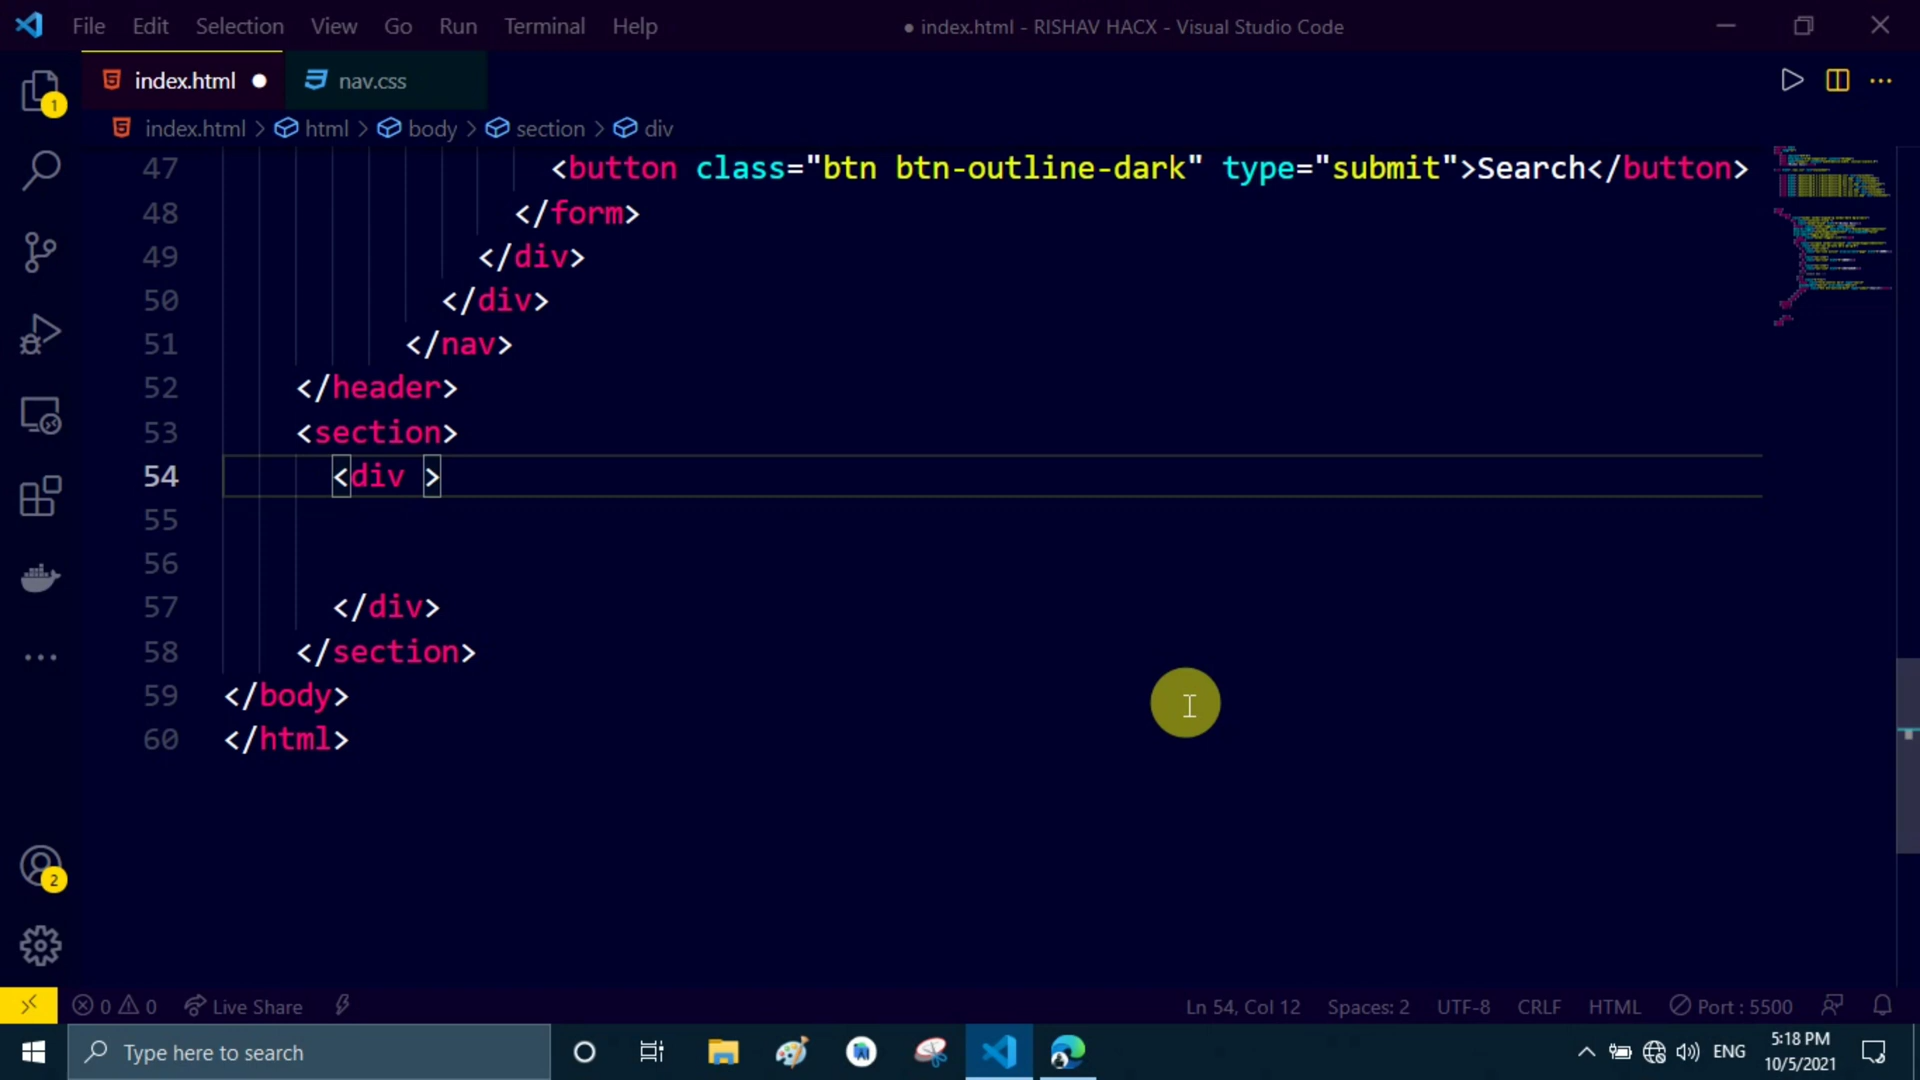 File Edit Selection View Go Run Terminal Help
● index.html - RISHAV HACX - Visual Studio Code
index.html ●
nav.css
index.html > html > body > section > div
47 <button class="btn btn-outline-dark" type="submit">Search</button>
48 </form>
49 </div>
50 </div>
51 </nav>
52 </header>
53 <section>
54 <div >
55
56
57 </div>
58 </section>
59 </body>
60 </html>
1
2
0 0 Live Share
Ln 54, Col 12 Spaces: 2 UTF-8 CRLF HTML Port : 5500
Type here to search
ENG
5:18 PM
10/5/2021